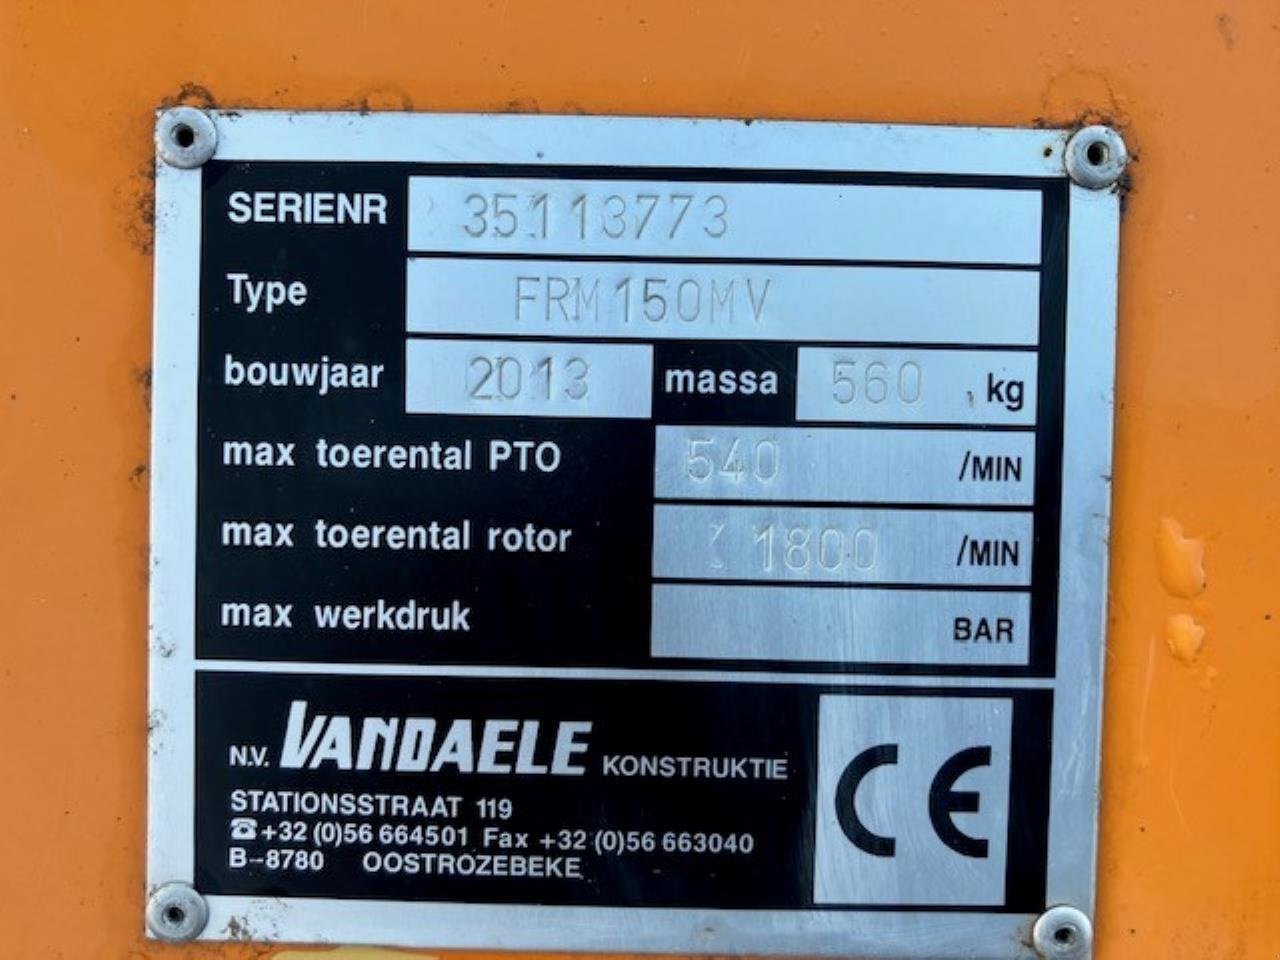 SERIENR 35113773
Type FRM150MV
bouwjaar 2013 massa 560 kg
max toerental PTO 540 /MIN
max toerental rotor 1800 /MIN
max werkdruk BAR
N.V. VANDAELE KONSTRUKTIE
STATIONSSTRAAT 119
☎+32 (0)56 664501 Fax +32 (0)56 663040
B-8780 OOSTROZEBEKE
CE